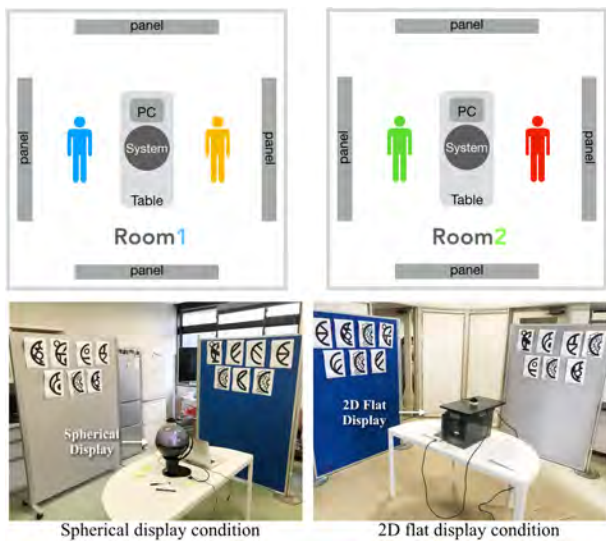 panel
panel
PC
System
Table
panel
Room1
panel
panel
panel
PC
System
Table
panel
Room2
panel
Spherical
Display
2D Flat
Display
Spherical display condition
2D flat display condition